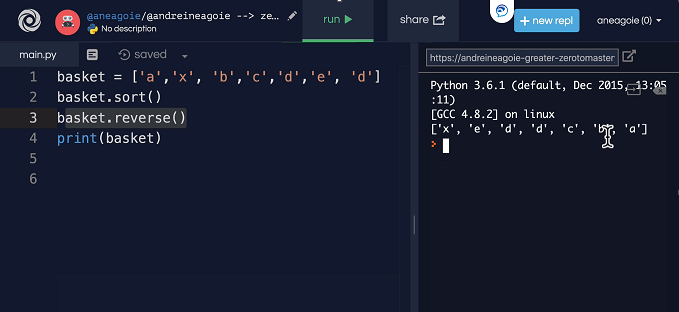 @aneagoie/@andreineagoie --> ze...
No description
run
share
+ new repl
aneagoie (0)
main.py
saved
https://andreineagoie-greater-zerotomaster
1 basket = ['a','x', 'b','c','d','e', 'd']
2 basket.sort()
3 basket.reverse()
4 print(basket)
5
6
Python 3.6.1 (default, Dec 2015, 13:05
:11)
[GCC 4.8.2] on linux
['x', 'e', 'd', 'd', 'c', 'b', 'a']